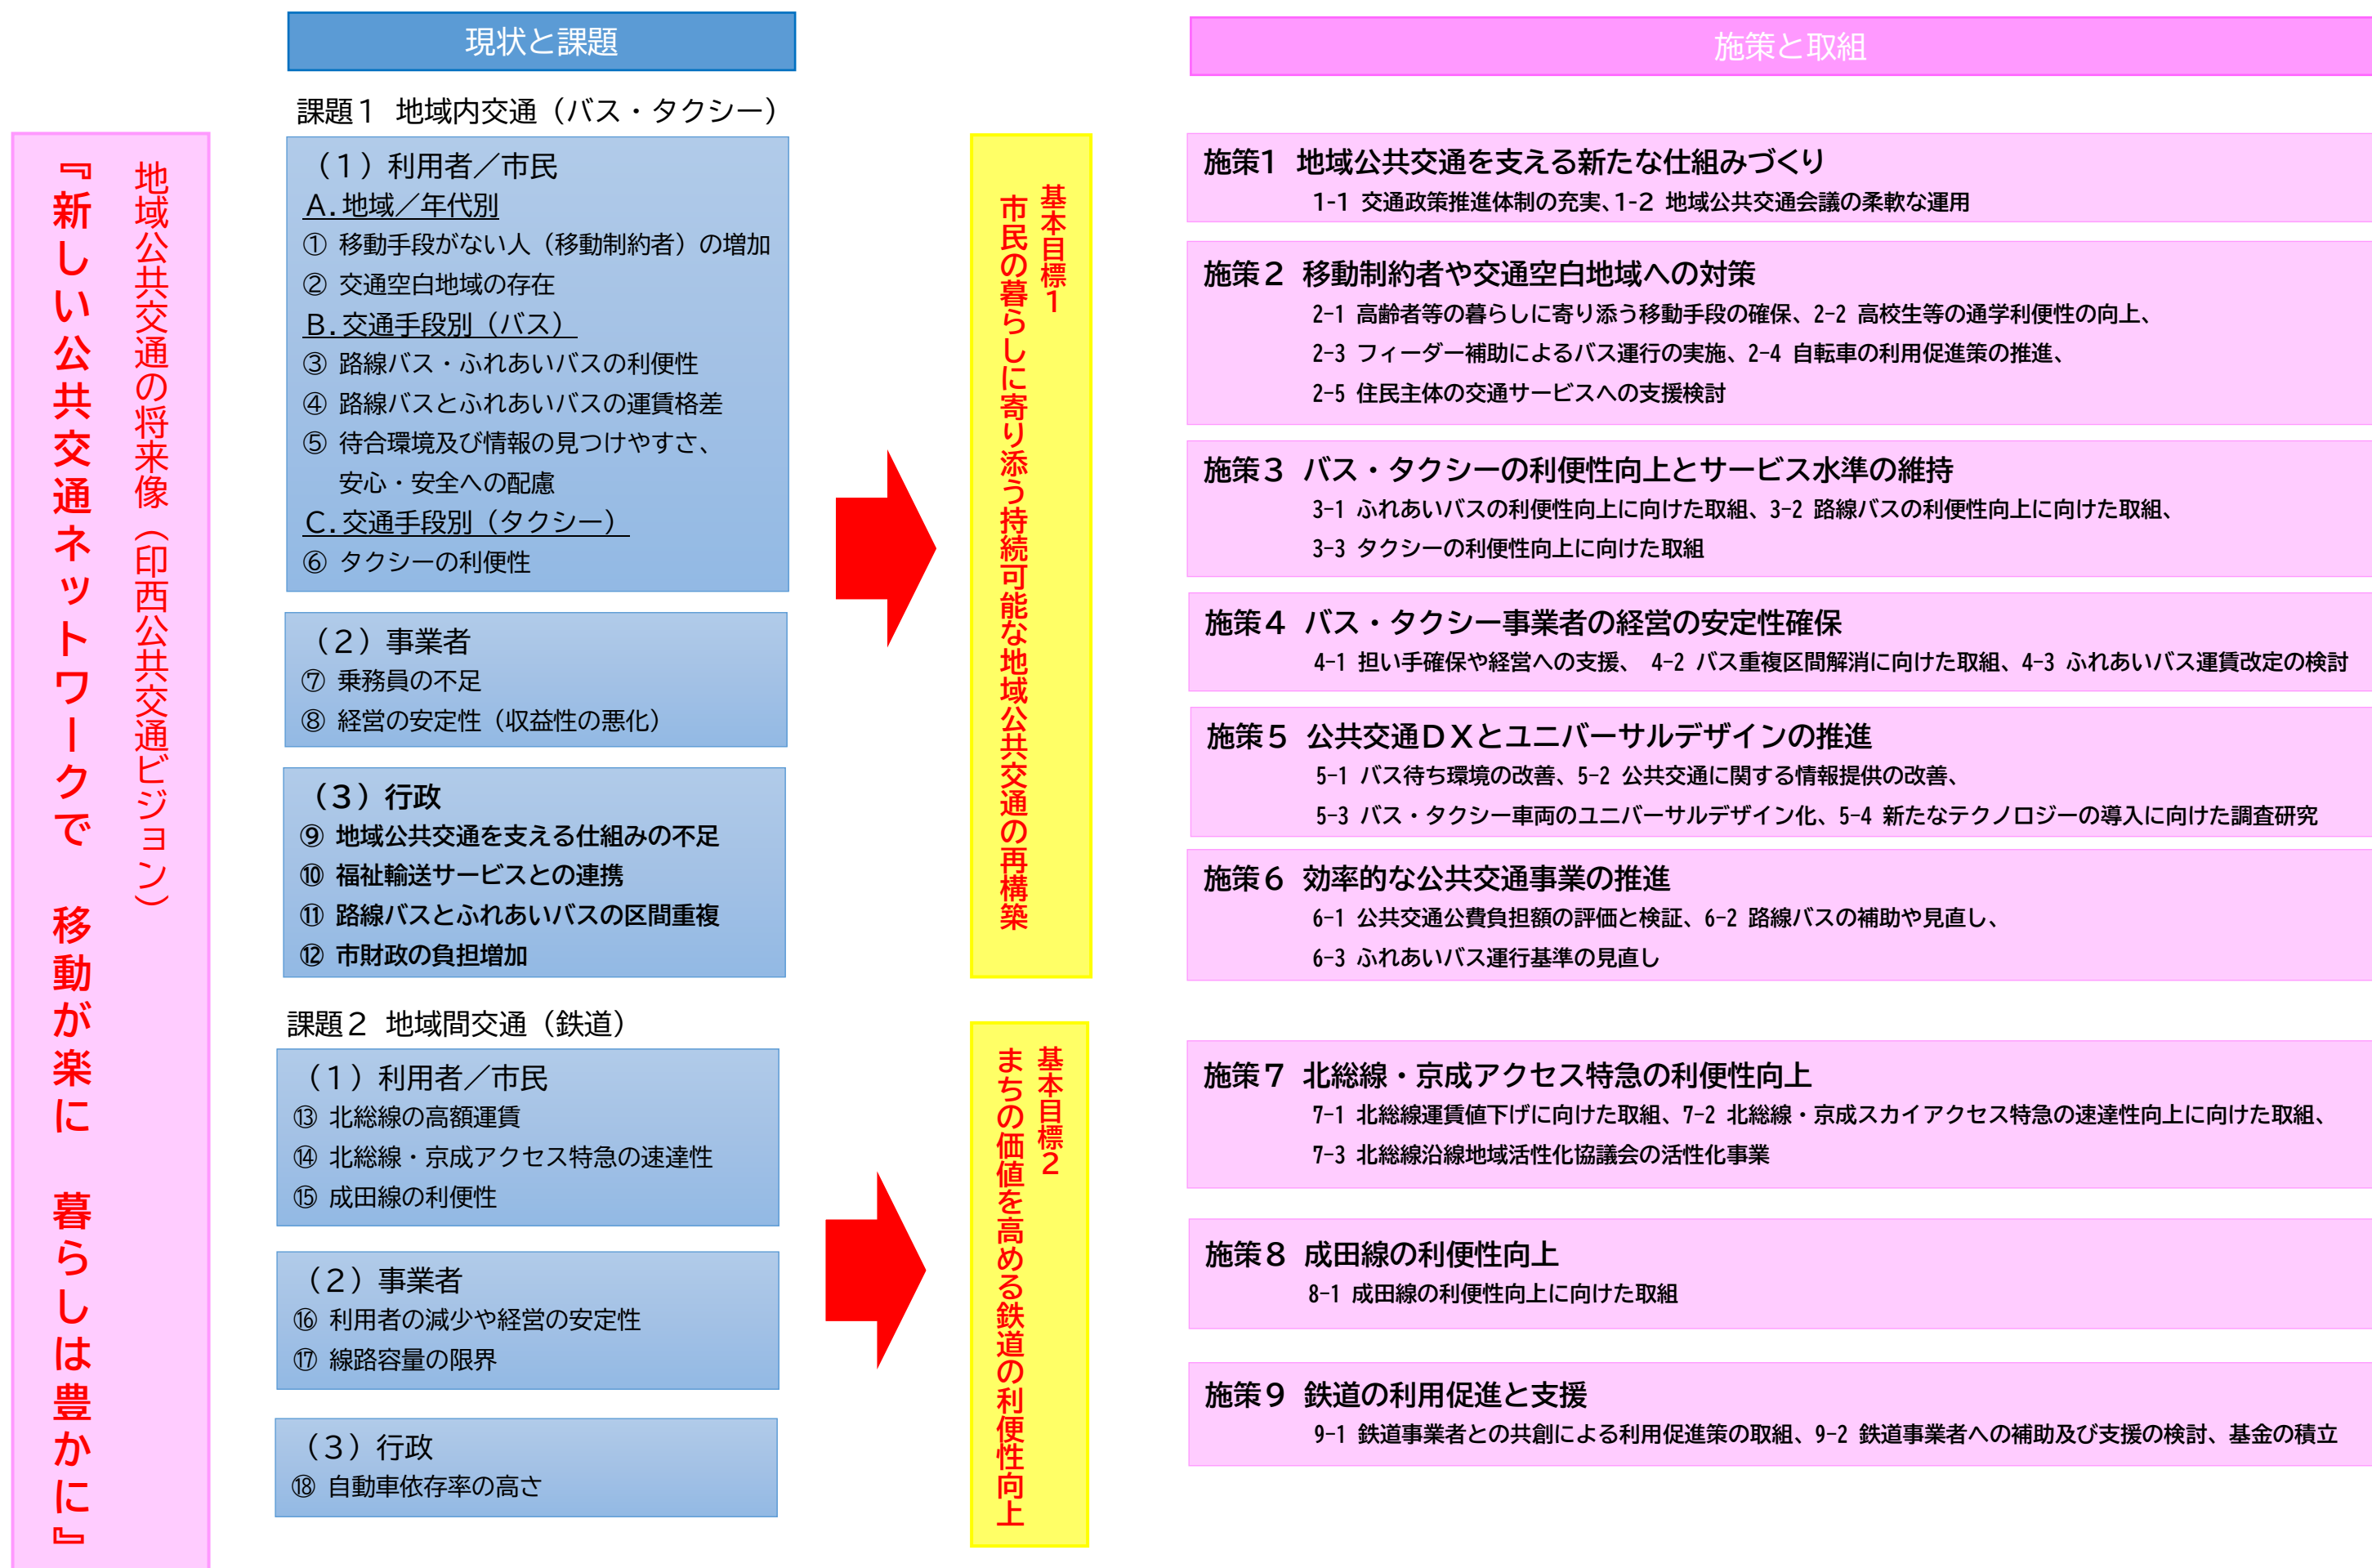 現状と課題
施策と取組
地域公共交通の将来像（印西公共交通ビジョン）
『新しい公共交通ネットワークで　移動が楽に　暮らしは豊かに』
課題１ 地域内交通（バス・タクシー）
（１）利用者／市民
Ａ．地域／年代別
① 移動手段がない人（移動制約者）の増加
② 交通空白地域の存在
Ｂ．交通手段別（バス）
③ 路線バス・ふれあいバスの利便性
④ 路線バスとふれあいバスの運賃格差
⑤ 待合環境及び情報の見つけやすさ、
安心・安全への配慮
Ｃ．交通手段別（タクシー）
⑥ タクシーの利便性
（２）事業者
⑦ 乗務員の不足
⑧ 経営の安定性（収益性の悪化）
（３）行政
⑨ 地域公共交通を支える仕組みの不足
⑩ 福祉輸送サービスとの連携
⑪ 路線バスとふれあいバスの区間重複
⑫ 市財政の負担増加
課題２ 地域間交通（鉄道）
（１）利用者／市民
⑬ 北総線の高額運賃
⑭ 北総線・京成アクセス特急の速達性
⑮ 成田線の利便性
（２）事業者
⑯ 利用者の減少や経営の安定性
⑰ 線路容量の限界
（３）行政
⑱ 自動車依存率の高さ
基本目標１
市民の暮らしに寄り添う持続可能な地域公共交通の再構築
基本目標２
まちの価値を高める鉄道の利便性向上
施策1 地域公共交通を支える新たな仕組みづくり
1-1 交通政策推進体制の充実、1-2 地域公共交通会議の柔軟な運用
施策２ 移動制約者や交通空白地域への対策
2-1 高齢者等の暮らしに寄り添う移動手段の確保、2-2 高校生等の通学利便性の向上、
2-3 フィーダー補助によるバス運行の実施、2-4 自転車の利用促進策の推進、
2-5 住民主体の交通サービスへの支援検討
施策３ バス・タクシーの利便性向上とサービス水準の維持
3-1 ふれあいバスの利便性向上に向けた取組、3-2 路線バスの利便性向上に向けた取組、
3-3 タクシーの利便性向上に向けた取組
施策４ バス・タクシー事業者の経営の安定性確保
4-1 担い手確保や経営への支援、 4-2 バス重複区間解消に向けた取組、4-3 ふれあいバス運賃改定の検討
施策５ 公共交通ＤＸとユニバーサルデザインの推進
5-1 バス待ち環境の改善、5-2 公共交通に関する情報提供の改善、
5-3 バス・タクシー車両のユニバーサルデザイン化、5-4 新たなテクノロジーの導入に向けた調査研究
施策６ 効率的な公共交通事業の推進
6-1 公共交通公費負担額の評価と検証、6-2 路線バスの補助や見直し、
6-3 ふれあいバス運行基準の見直し
施策７ 北総線・京成アクセス特急の利便性向上
7-1 北総線運賃値下げに向けた取組、7-2 北総線・京成スカイアクセス特急の速達性向上に向けた取組、
7-3 北総線沿線地域活性化協議会の活性化事業
施策８ 成田線の利便性向上
8-1 成田線の利便性向上に向けた取組
施策９ 鉄道の利用促進と支援
9-1 鉄道事業者との共創による利用促進策の取組、9-2 鉄道事業者への補助及び支援の検討、基金の積立